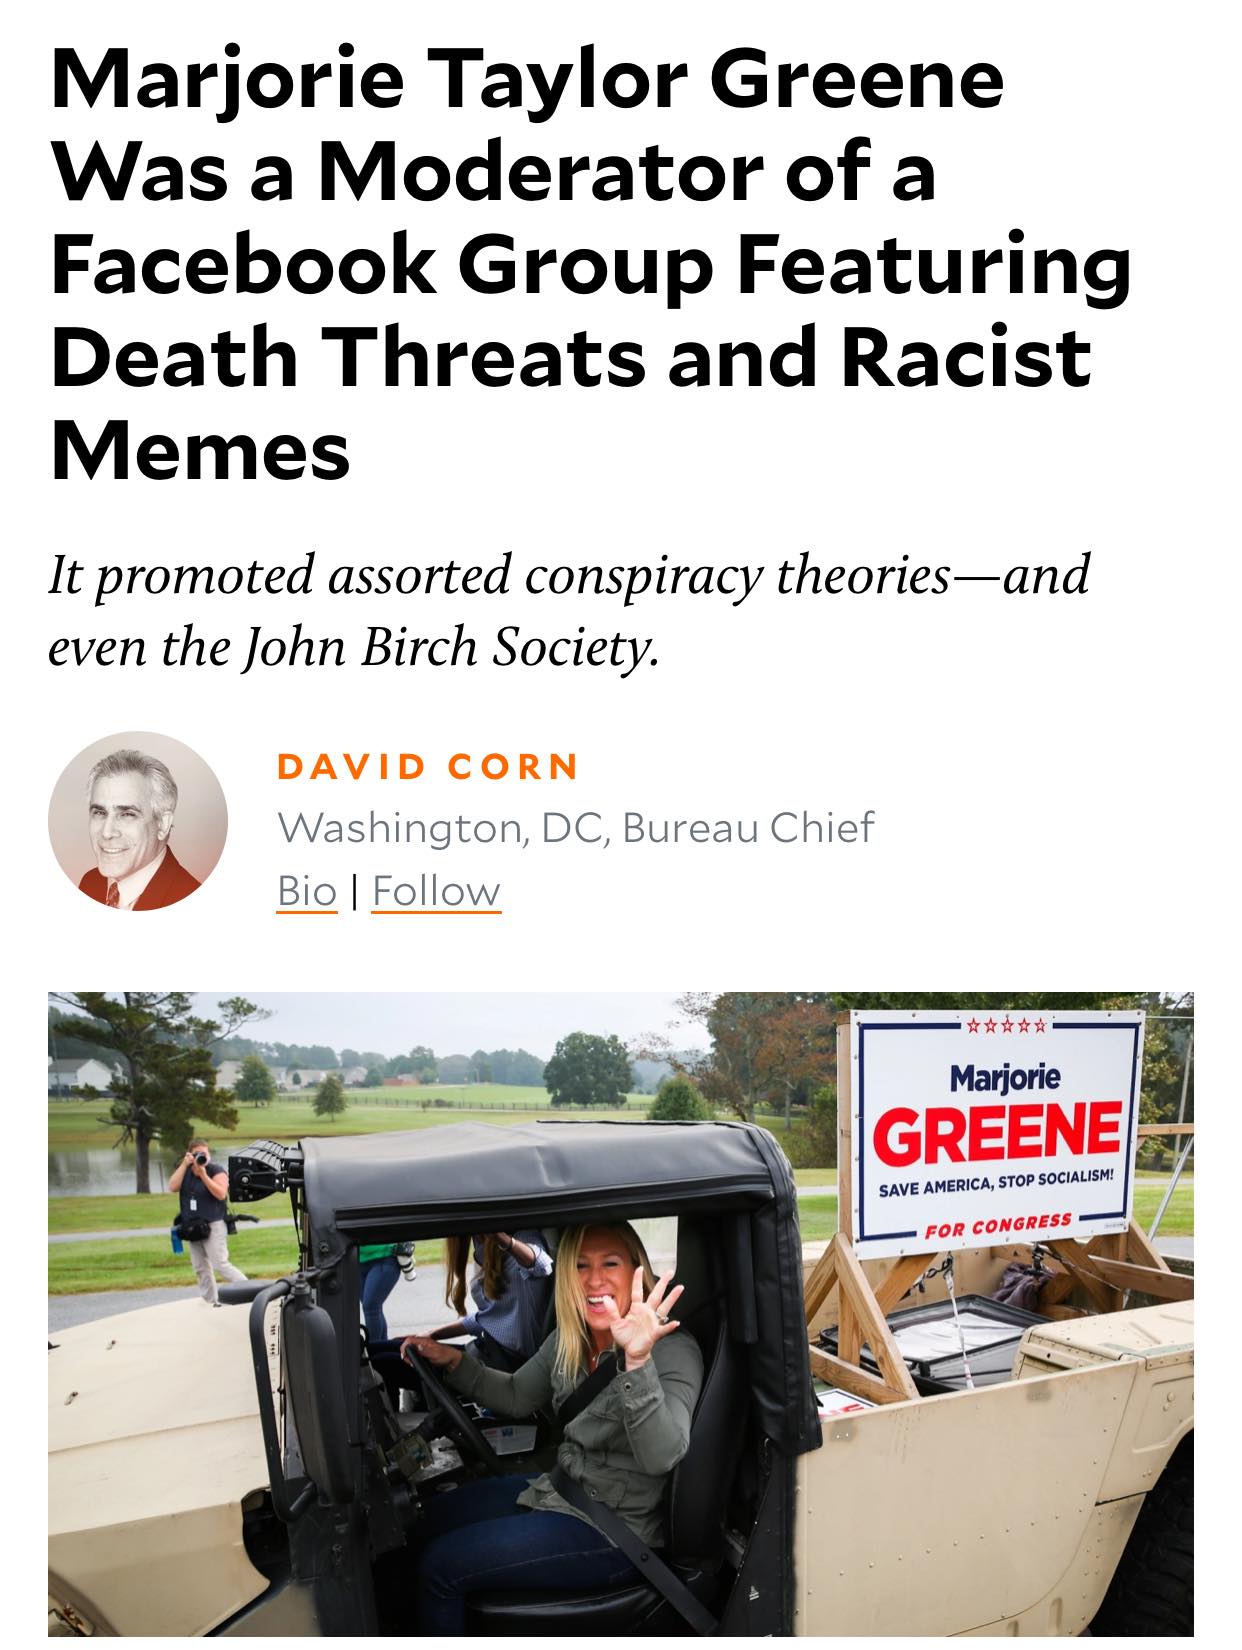 Marjorie Taylor Greene
Was a Moderator of a
Facebook Group Featuring
Death Threats and Racist
Memes
It promoted assorted conspiracy theories—and
even the John Birch Society.
DAVID CORN
Washington, DC, Bureau Chief
Bio | Follow
Marjorie
GREENE
SAVE AMERICA, STOP SOCIALISM!
FOR CONGRESS